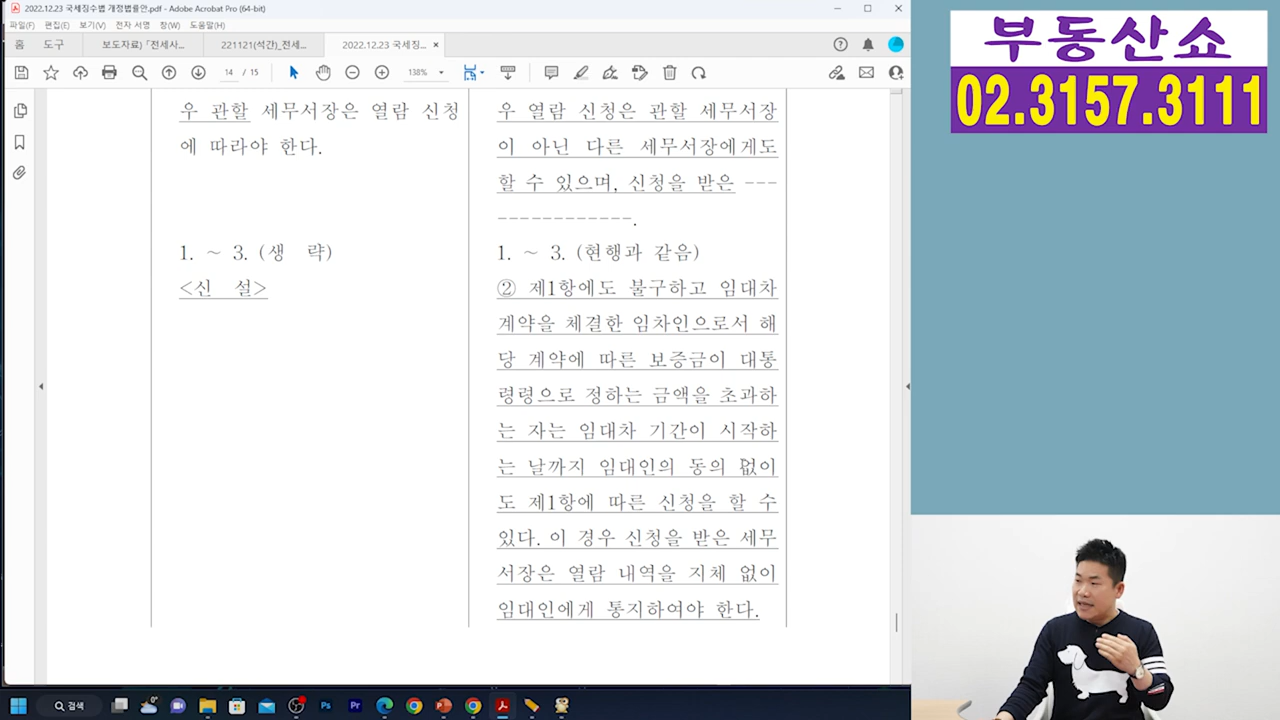 2022.12.23 국세징수법 개정법률안.pdf - Adobe Acrobat Pro (64-bit)
파일(F) 편집(E) 보기(V) 전자 서명 창(W) 도움말(H)
홈 도구 보도자료) 「전세사... 221121(석간)_전세... 2022.12.23 국세징... ×
14 / 15 138%
우 관할 세무서장은 열람 신청
에 따라야 한다.
1. ~ 3. (생 략)
<신 설>
우 열람 신청은 관할 세무서장
이 아닌 다른 세무서장에게도
할 수 있으며, 신청을 받은 ---
------------.
1. ~ 3. (현행과 같음)
② 제1항에도 불구하고 임대차
계약을 체결한 임차인으로서 해
당 계약에 따른 보증금이 대통
령령으로 정하는 금액을 초과하
는 자는 임대차 기간이 시작하
는 날까지 임대인의 동의 없이
도 제1항에 따른 신청을 할 수
있다. 이 경우 신청을 받은 세무
서장은 열람 내역을 지체 없이
임대인에게 통지하여야 한다.
부동산쇼
02.3157.3111
검색